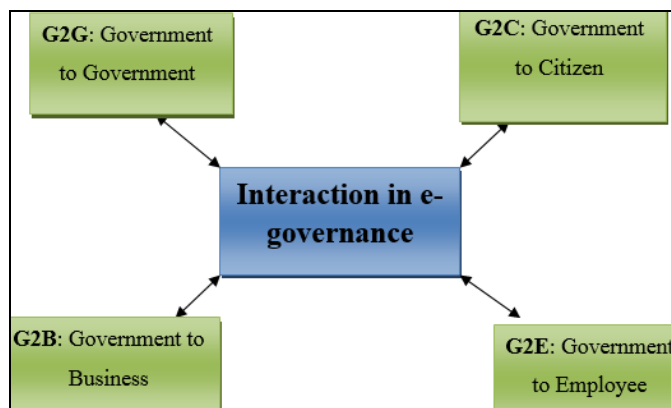 G2G: Government
to Government
G2C: Government
to Citizen
Interaction in e-
governance
G2B: Government to
Business
G2E: Government
to Employee